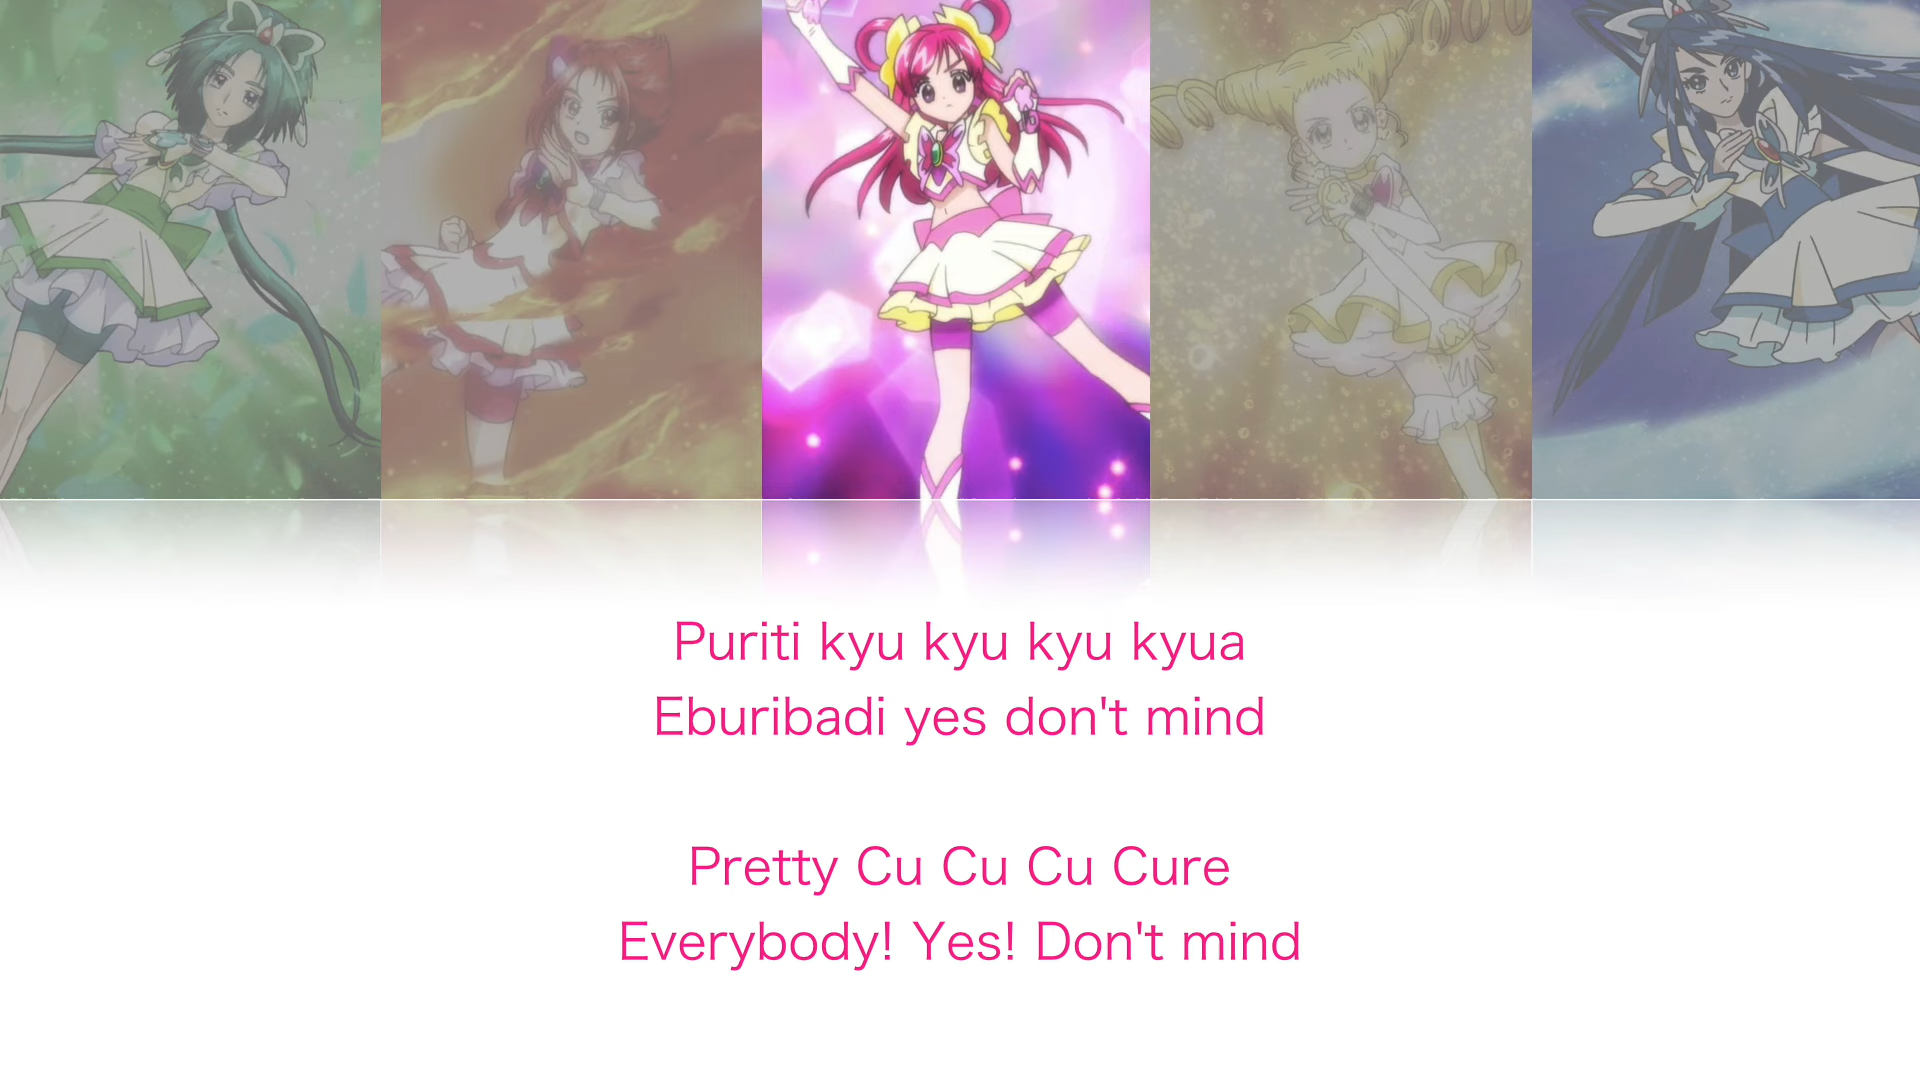 Puriti kyu kyu kyu kyua
Eburibadi yes don't mind
Pretty Cu Cu Cu Cure
Everybody! Yes! Don't mind